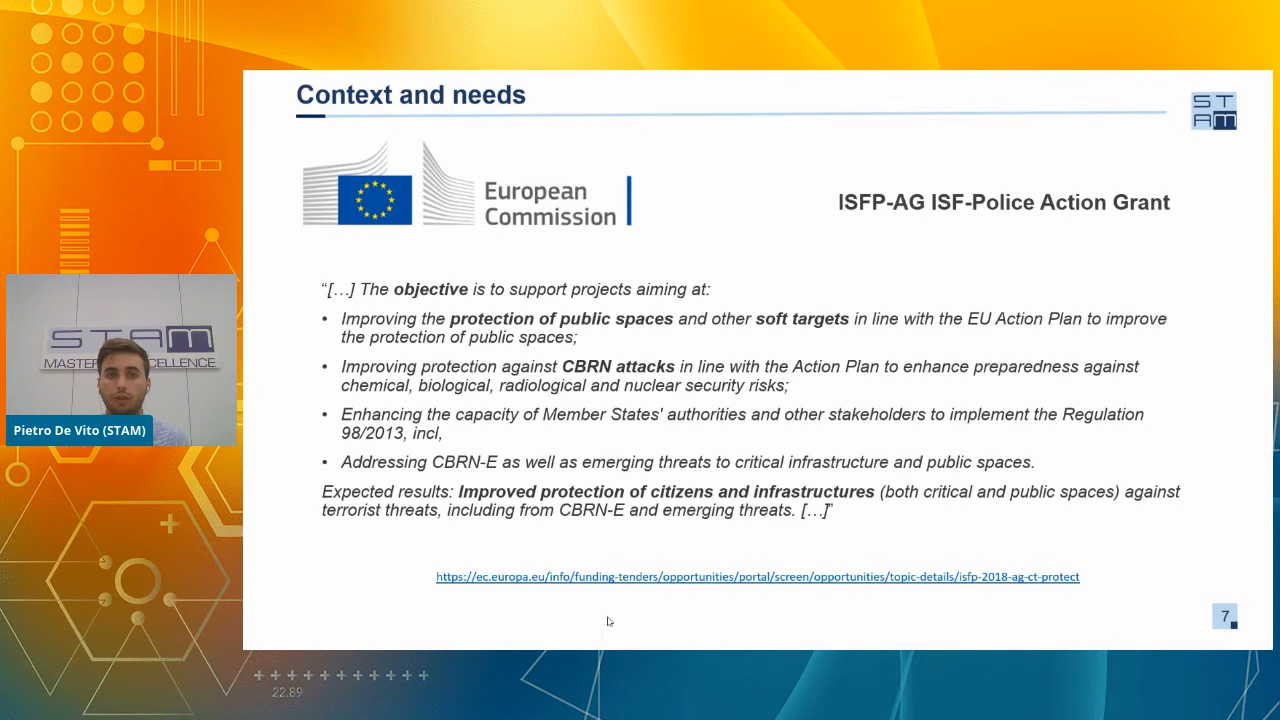 Context and needs
ST
AM
European
Commission
ISFP-AG ISF-Police Action Grant
“[…] The objective is to support projects aiming at:
• Improving the protection of public spaces and other soft targets in line with the EU Action Plan to improve
the protection of public spaces;
• Improving protection against CBRN attacks in line with the Action Plan to enhance preparedness against
chemical, biological, radiological and nuclear security risks;
• Enhancing the capacity of Member States' authorities and other stakeholders to implement the Regulation
98/2013, incl,
• Addressing CBRN-E as well as emerging threats to critical infrastructure and public spaces.
Expected results: Improved protection of citizens and infrastructures (both critical and public spaces) against
terrorist threats, including from CBRN-E and emerging threats. […]”
https://ec.europa.eu/info/funding-tenders/opportunities/portal/screen/opportunities/topic-details/isfp-2018-ag-ct-protect
7
STAM
Pietro De Vito (STAM)
22.89